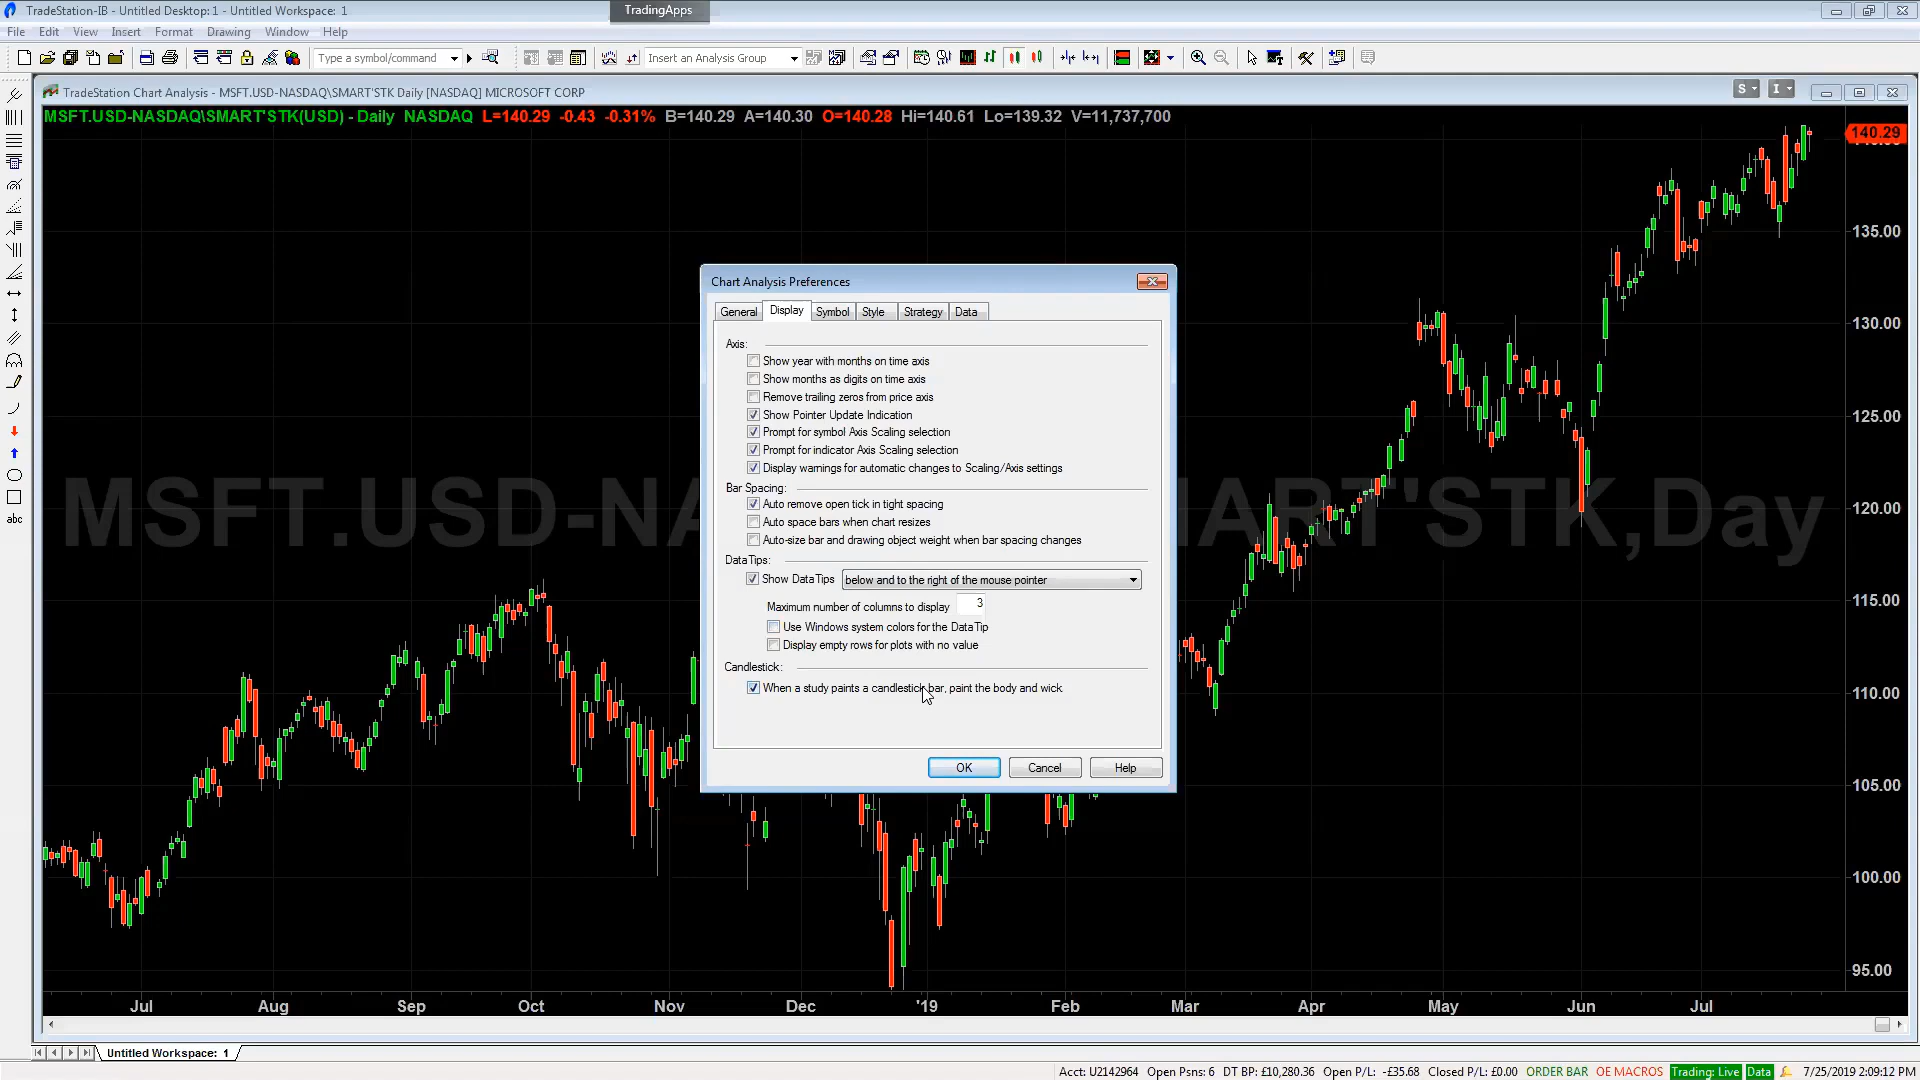 TradeStation-IB - Untitled Desktop: 1 - Untitled Workspace: 1
TradingApps
File Edit View Insert Format Drawing Window Help
Type a symbol/command
Insert an Analysis Group
TradeStation Chart Analysis - MSFT.USD-NASDAQ\SMART'STK Daily [NASDAQ] MICROSOFT CORP
S I
MSFT.USD-NASDAQ\SMART'STK(USD) - Daily NASDAQ L=140.29 -0.43 -0.31% B=140.29 A=140.30 O=140.28 Hi=140.61 Lo=139.32 V=11,737,700
140.29
135.00
130.00
125.00
120.00
115.00
110.00
105.00
100.00
95.00
MSFT.USD-NA
MART'STK,Day
Chart Analysis Preferences
General Display Symbol Style Strategy Data
Axis:
Show year with months on time axis
Show months as digits on time axis
Remove trailing zeros from price axis
Show Pointer Update Indication
Prompt for symbol Axis Scaling selection
Prompt for indicator Axis Scaling selection
Display warnings for automatic changes to Scaling/Axis settings
Bar Spacing:
Auto remove open tick in tight spacing
Auto space bars when chart resizes
Auto-size bar and drawing object weight when bar spacing changes
DataTips:
Show DataTips below and to the right of the mouse pointer
Maximum number of columns to display 3
Use Windows system colors for the DataTip
Display empty rows for plots with no value
Candlestick:
When a study paints a candlestick bar, paint the body and wick
OK Cancel Help
abc
Jul Aug Sep Oct Nov Dec '19 Feb Mar Apr May Jun Jul
Untitled Workspace: 1
Acct: U2142964 Open Psns: 6 DT BP: £10,280.36 Open P/L: -£35.68 Closed P/L: £0.00 ORDER BAR OE MACROS Trading: Live Data 7/25/2019 2:09:12 PM